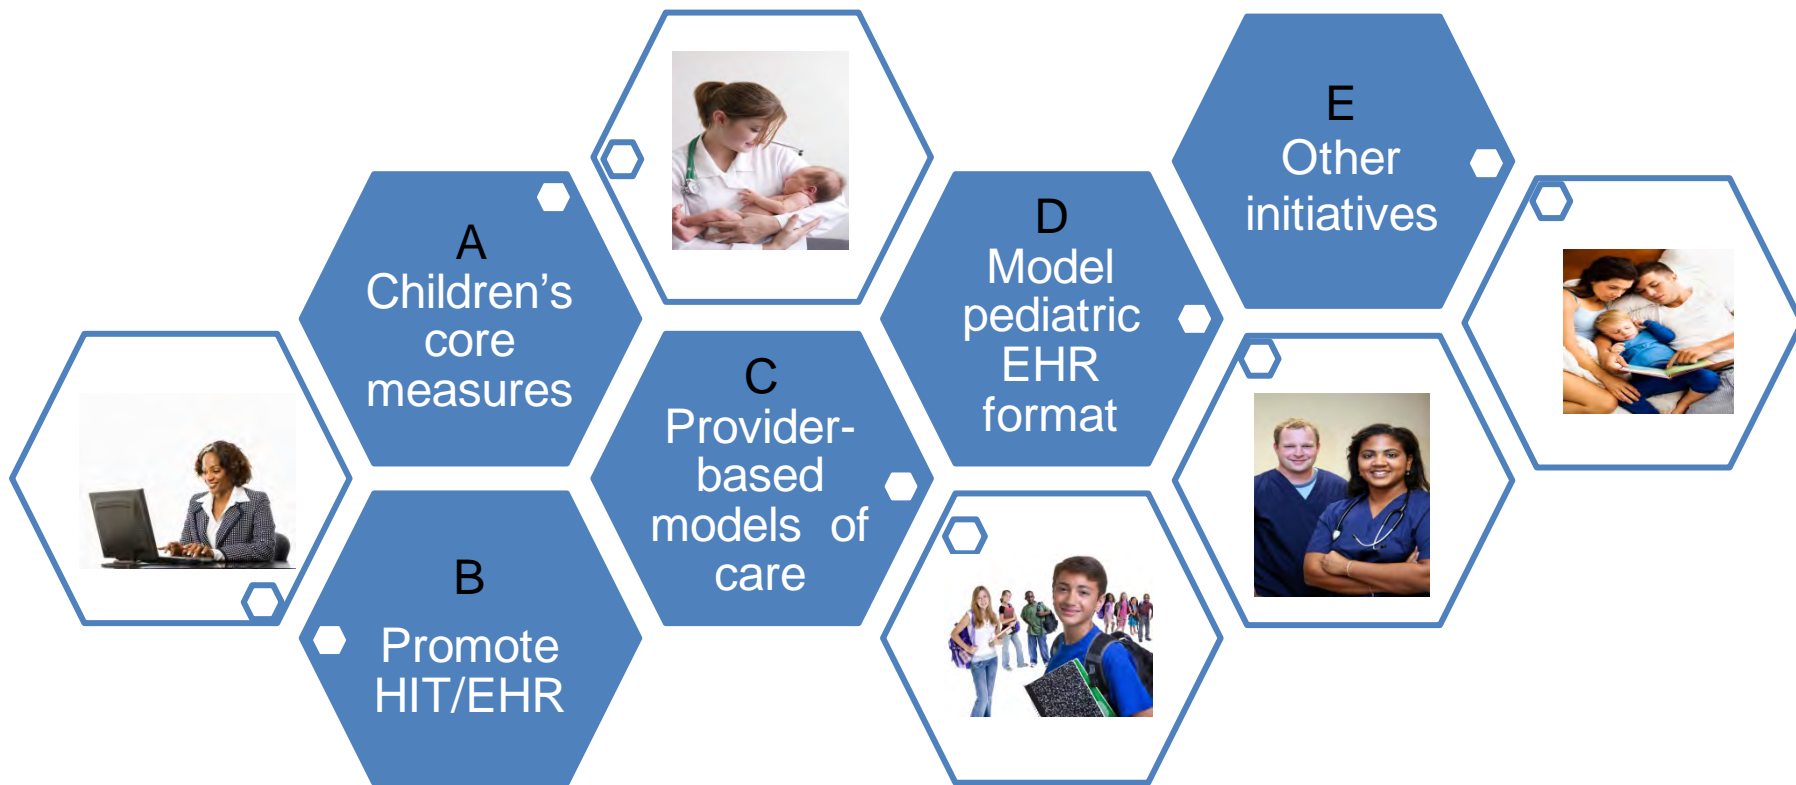 A
Children’s
core
measures
B
Promote
HIT/EHR
C
Provider-
based
models of
care
D
Model
pediatric
EHR
format
E
Other
initiatives